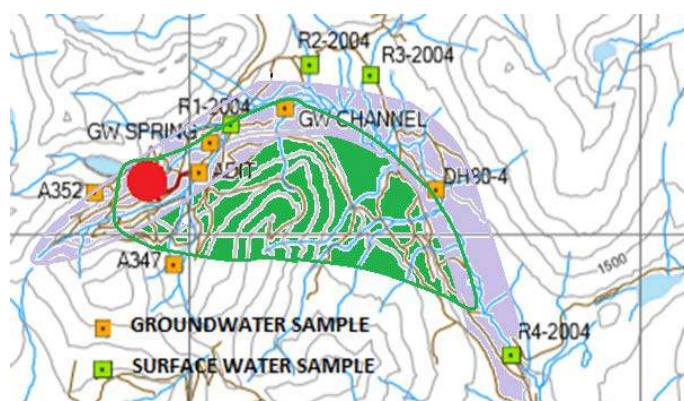 R2-2004
R3-2004
R1-2004
GW CHANNEL
GW SPRING
ADIT
A352
DH90-4
A347
1500
GROUNDWATER SAMPLE
R4-2004
SURFACE WATER SAMPLE